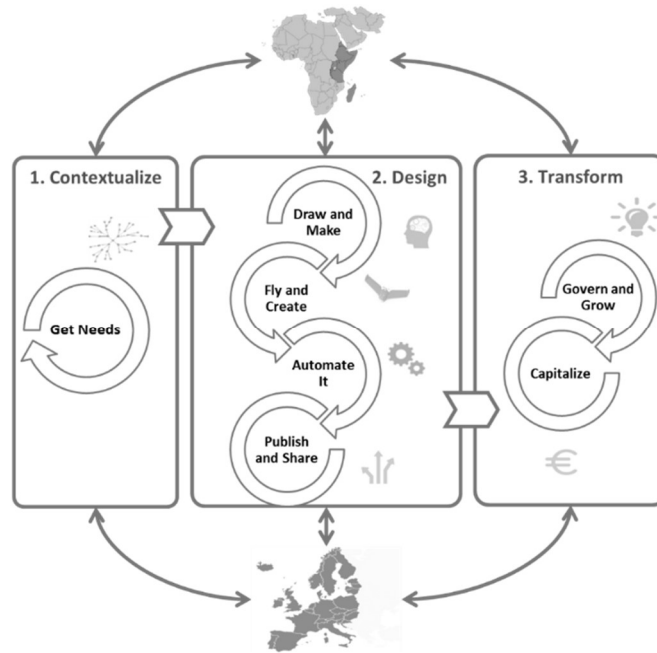 1. Contextualize
2. Design
3. Transform
Draw and
Make
Get Needs
Fly and
Create
Automate
It
Publish
and Share
Govern and
Grow
Capitalize
€